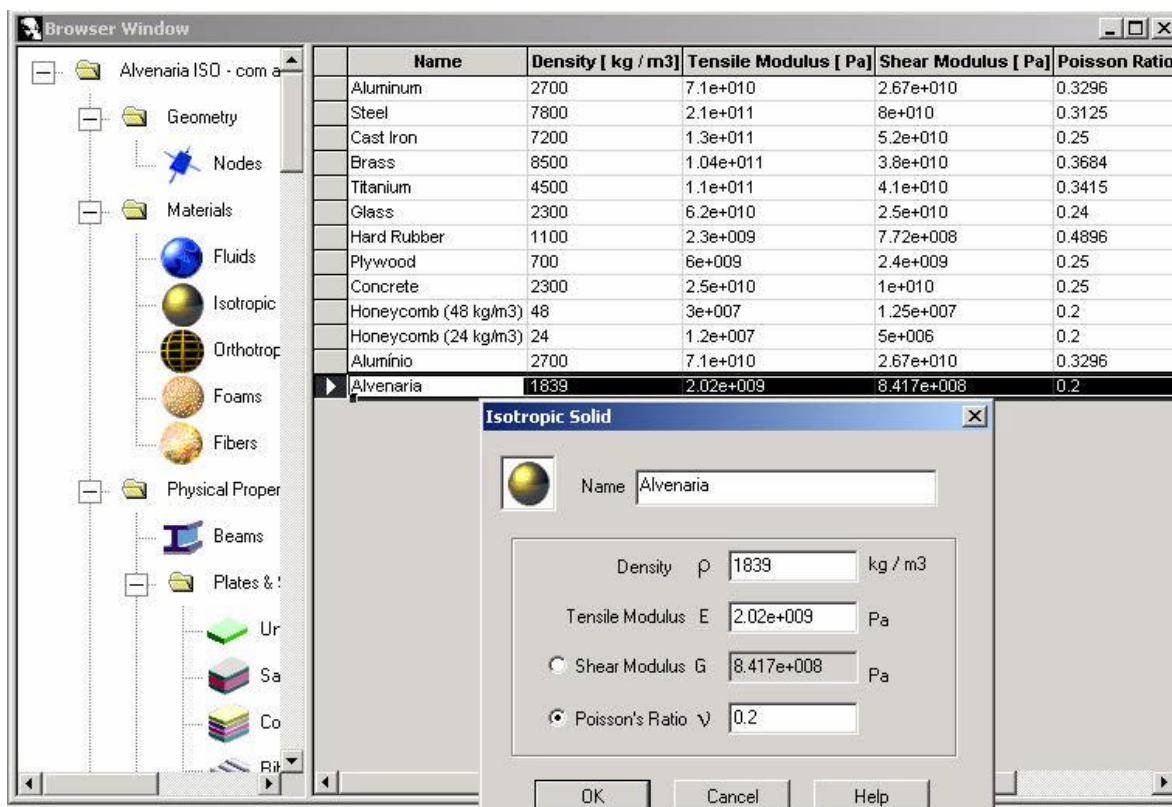 Browser Window
Alvenaria ISO - com a
Geometry
Nodes
Materials
Fluids
Isotropic
Orthotrop
Foams
Fibers
Physical Proper
Beams
Plates &
Ur
Sa
Co
Name Density [ kg / m3] Tensile Modulus [ Pa] Shear Modulus [ Pa] Poisson Ratio
Aluminum 2700 7.1e+010 2.67e+010 0.3296
Steel 7800 2.1e+011 8e+010 0.3125
Cast Iron 7200 1.3e+011 5.2e+010 0.25
Brass 8500 1.04e+011 3.8e+010 0.3684
Titanium 4500 1.1e+011 4.1e+010 0.3415
Glass 2300 6.2e+010 2.5e+010 0.24
Hard Rubber 1100 2.3e+009 7.72e+008 0.4896
Plywood 700 6e+009 2.4e+009 0.25
Concrete 2300 2.5e+010 1e+010 0.25
Honeycomb (48 kg/m3) 48 3e+007 1.25e+007 0.2
Honeycomb (24 kg/m3) 24 1.2e+007 5e+006 0.2
Alumínio 2700 7.1e+010 2.67e+010 0.3296
Alvenaria 1839 2.02e+009 8.417e+008 0.2
Isotropic Solid
Name Alvenaria
Density ρ 1839 kg / m3
Tensile Modulus E 2.02e+009 Pa
Shear Modulus G 8.417e+008 Pa
Poisson's Ratio ν 0.2
OK Cancel Help